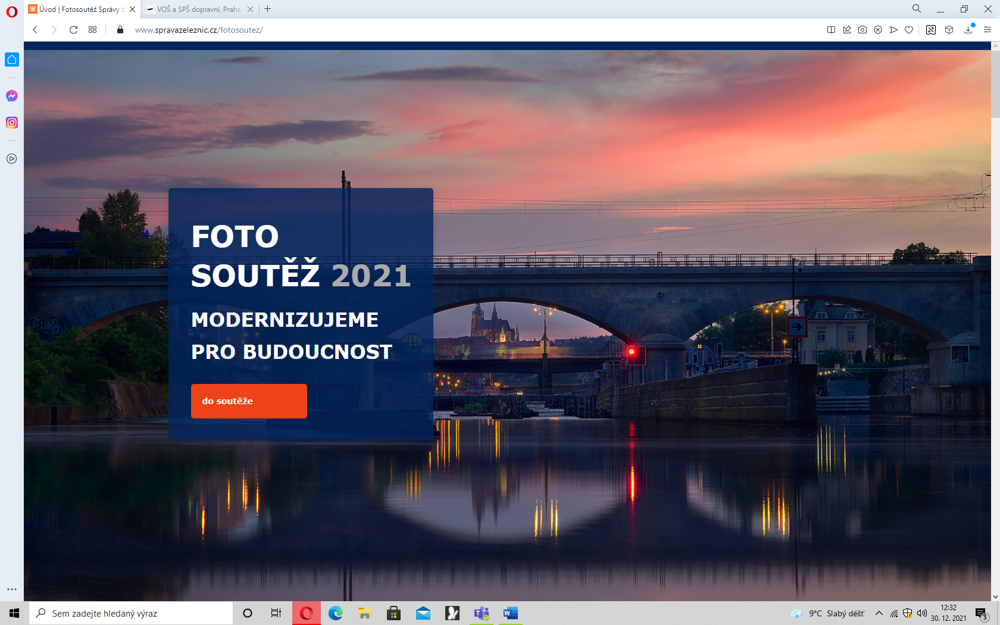 Úvod | Fotosoutěž Správy ž
VOŠ a SPŠ dopravní, Praha
www.spravazeleznic.cz/fotosoutez/
FOTO
SOUTĚŽ 2021
MODERNIZUJEME
PRO BUDOUCNOST
do soutěže
Sem zadejte hledaný výraz
9°C Slabý déšť
12:32
30. 12. 2021
3